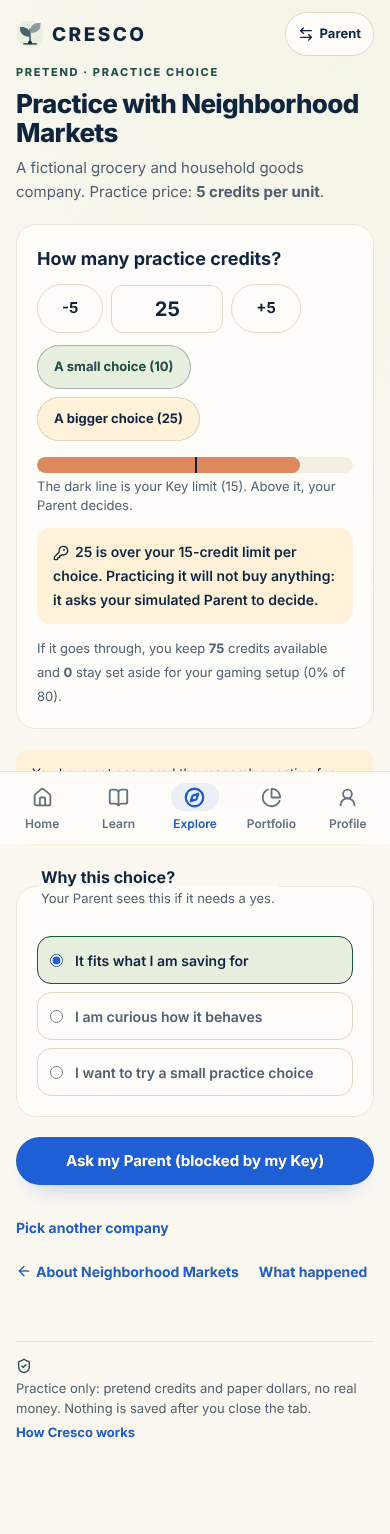 CRESCO
Parent
PRETEND · PRACTICE CHOICE
Practice with Neighborhood
Markets
A fictional grocery and household goods
company. Practice price: 5 credits per unit.
How many practice credits?
-5
25
+5
A small choice (10)
A bigger choice (25)
The dark line is your Key limit (15). Above it, your
Parent decides.
25 is over your 15-credit limit per
choice. Practicing it will not buy anything:
it asks your simulated Parent to decide.
If it goes through, you keep 75 credits available
and 0 stay set aside for your gaming setup (0% of
80).
Home
Learn
Explore
Portfolio
Profile
Why this choice?
Your Parent sees this if it needs a yes.
It fits what I am saving for
I am curious how it behaves
I want to try a small practice choice
Ask my Parent (blocked by my Key)
Pick another company
← About Neighborhood Markets
What happened
Practice only: pretend credits and paper dollars, no real
money. Nothing is saved after you close the tab.
How Cresco works